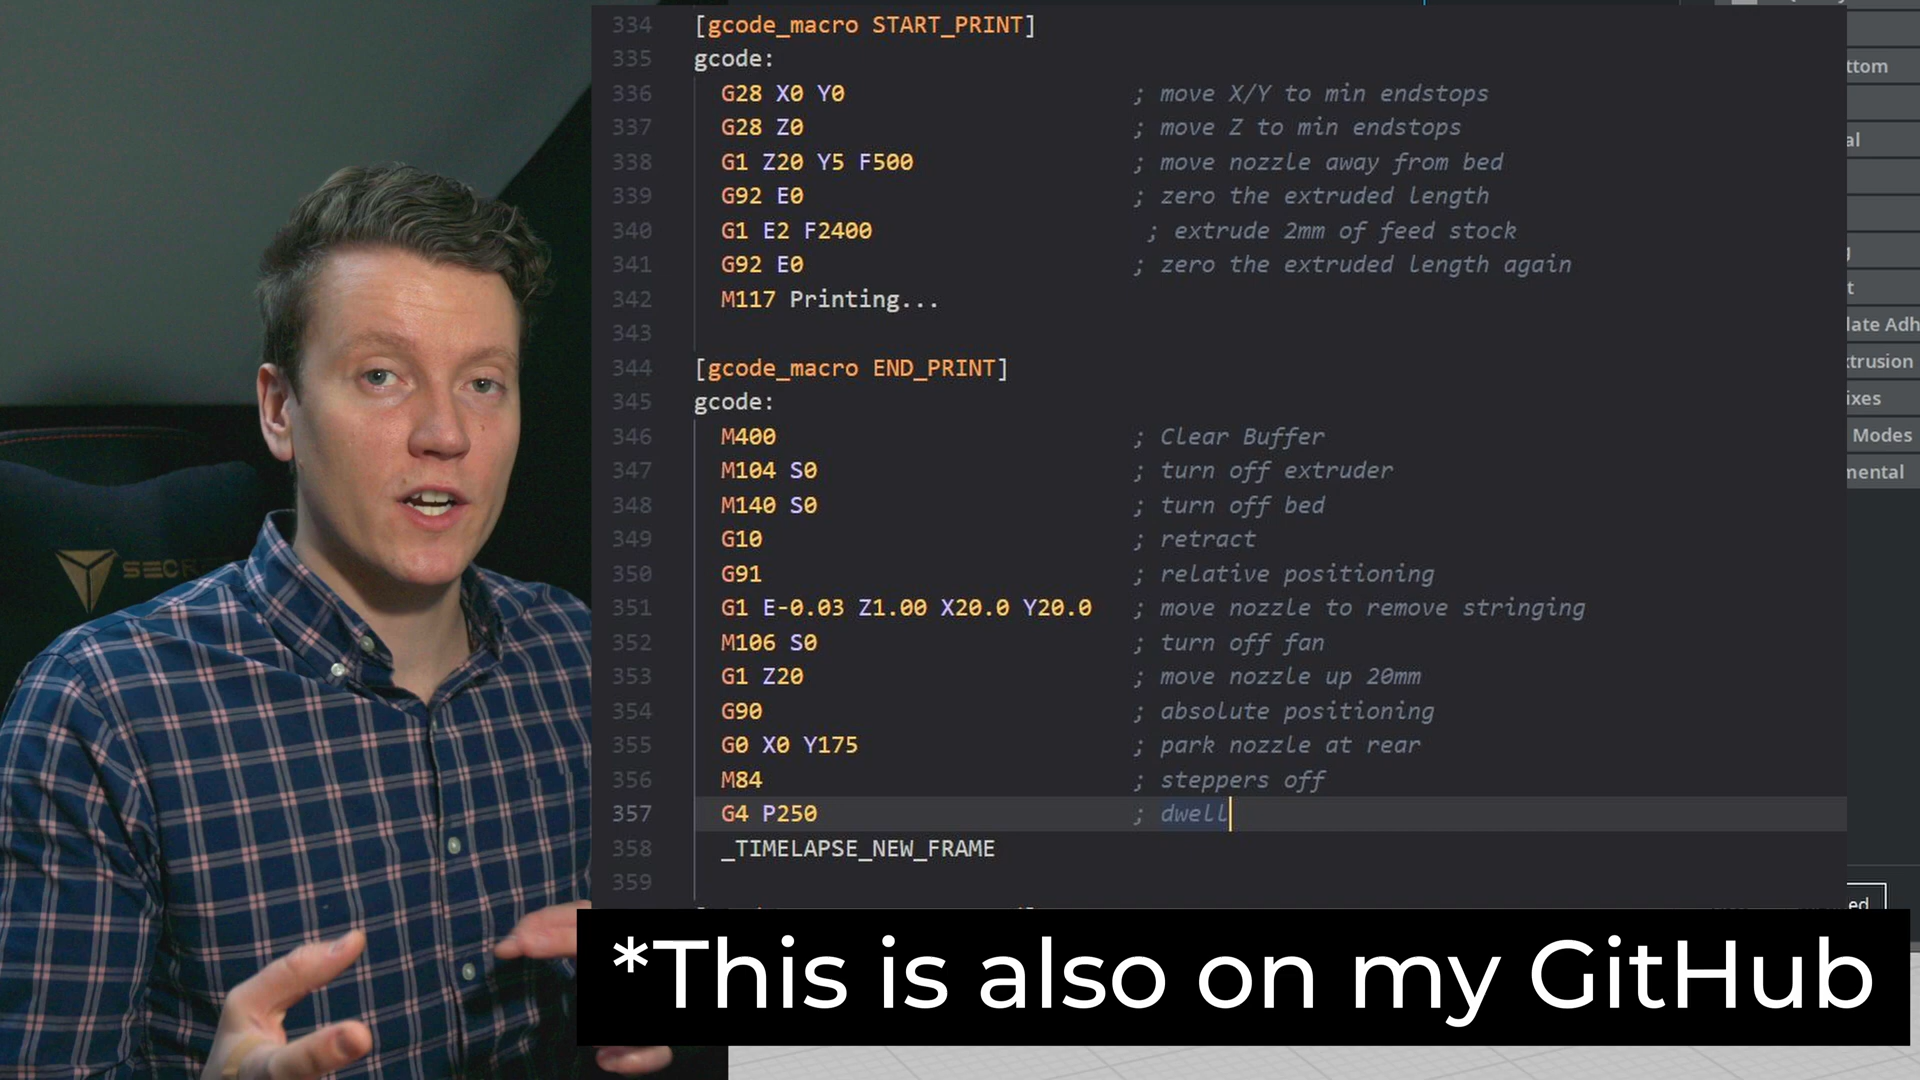 334 [gcode_macro START_PRINT]
335 gcode:
336 G28 X0 Y0 ; move X/Y to min endstops
337 G28 Z0 ; move Z to min endstops
338 G1 Z20 Y5 F500 ; move nozzle away from bed
339 G92 E0 ; zero the extruded length
340 G1 E2 F2400 ; extrude 2mm of feed stock
341 G92 E0 ; zero the extruded length again
342 M117 Printing...
343
344 [gcode_macro END_PRINT]
345 gcode:
346 M400 ; Clear Buffer
347 M104 S0 ; turn off extruder
348 M140 S0 ; turn off bed
349 G10 ; retract
350 G91 ; relative positioning
351 G1 E-0.03 Z1.00 X20.0 Y20.0 ; move nozzle to remove stringing
352 M106 S0 ; turn off fan
353 G1 Z20 ; move nozzle up 20mm
354 G90 ; absolute positioning
355 G0 X0 Y175 ; park nozzle at rear
356 M84 ; steppers off
357 G4 P250 ; dwell
358 _TIMELAPSE_NEW_FRAME
359
ttom
al
t
late Adh
xtrusion
ixes
Modes
mental
ed
SECR
*This is also on my GitHub